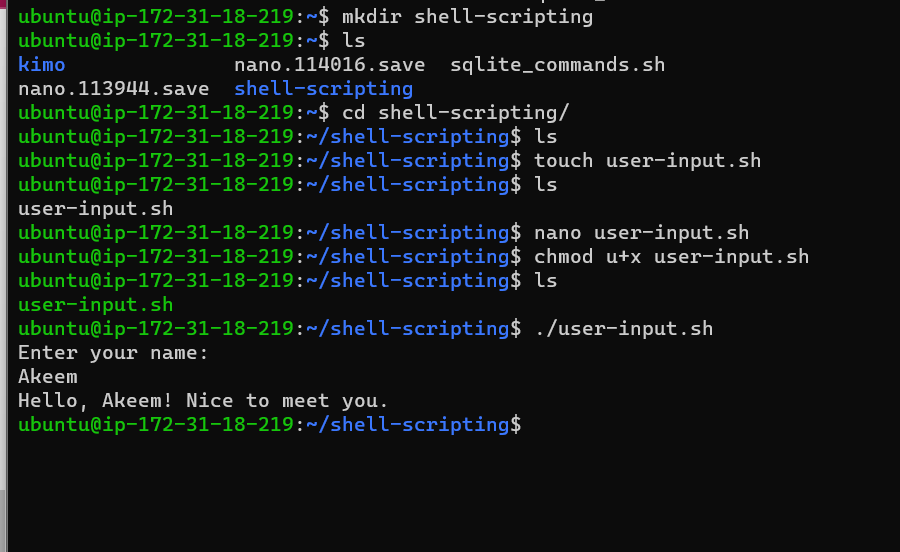 ubuntu@ip-172-31-18-219:~$ mkdir shell-scripting
ubuntu@ip-172-31-18-219:~$ ls
kimo              nano.114016.save  sqlite_commands.sh
nano.113944.save  shell-scripting
ubuntu@ip-172-31-18-219:~$ cd shell-scripting/
ubuntu@ip-172-31-18-219:~/shell-scripting$ ls
ubuntu@ip-172-31-18-219:~/shell-scripting$ touch user-input.sh
ubuntu@ip-172-31-18-219:~/shell-scripting$ ls
user-input.sh
ubuntu@ip-172-31-18-219:~/shell-scripting$ nano user-input.sh
ubuntu@ip-172-31-18-219:~/shell-scripting$ chmod u+x user-input.sh
ubuntu@ip-172-31-18-219:~/shell-scripting$ ls
user-input.sh
ubuntu@ip-172-31-18-219:~/shell-scripting$ ./user-input.sh
Enter your name:
Akeem
Hello, Akeem! Nice to meet you.
ubuntu@ip-172-31-18-219:~/shell-scripting$